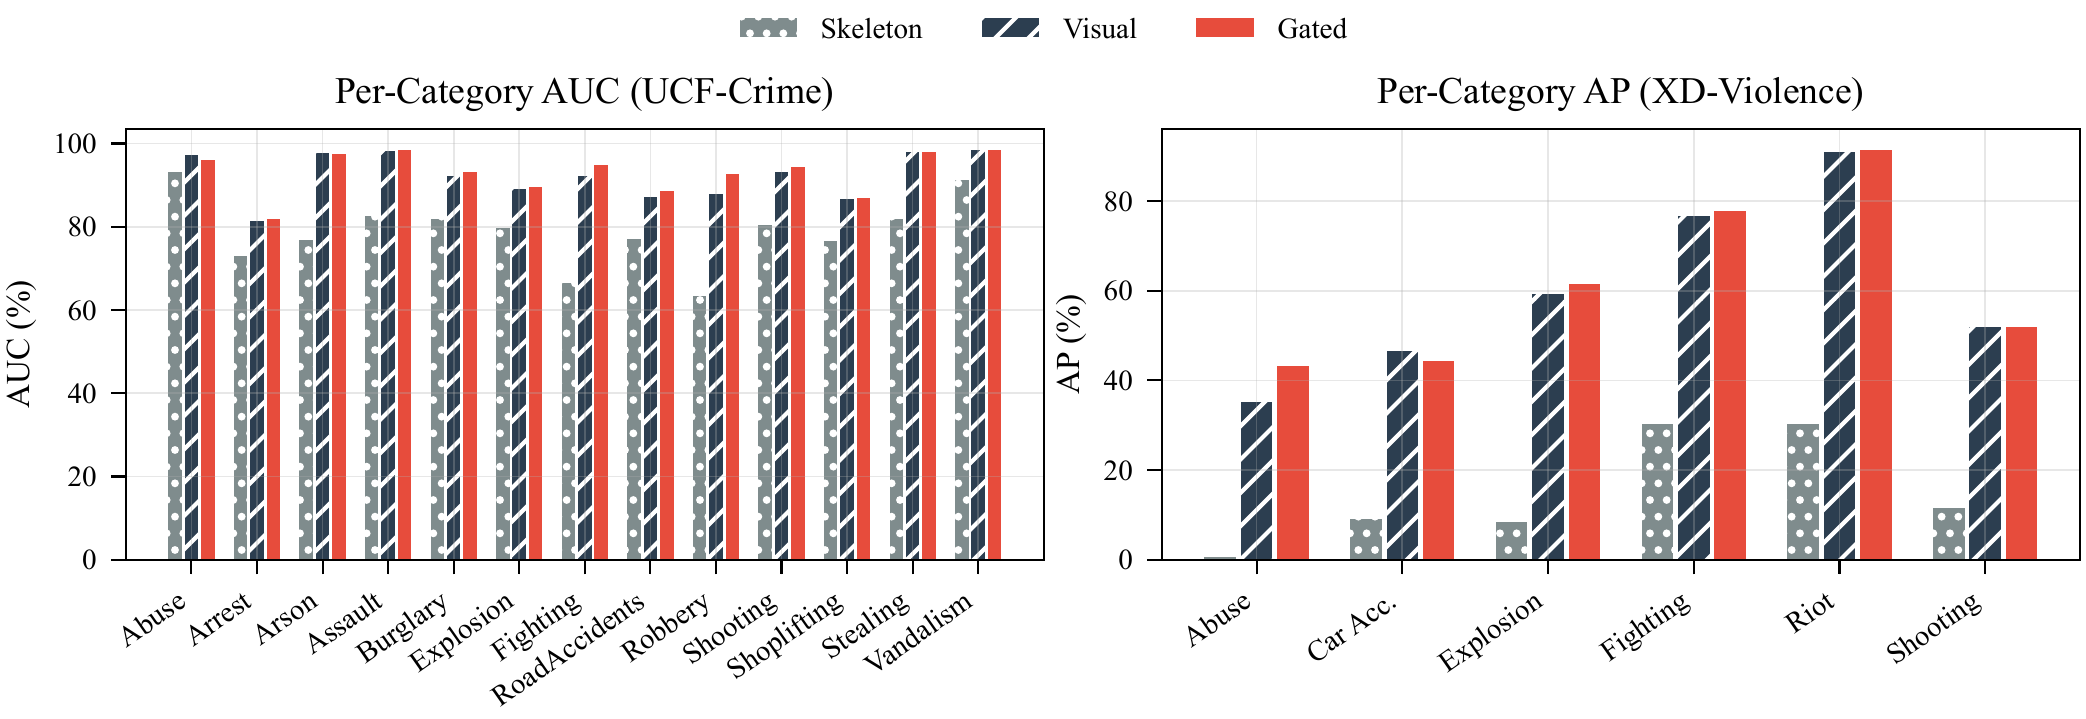 Skeleton Visual Gated
Per-Category AUC (UCF-Crime)
AUC (%)
100
80
60
40
20
0
Abuse
Arrest
Arson
Assault
Burglary
Explosion
Fighting
RoadAccidents
Robbery
Shooting
Shoplifting
Stealing
Vandalism
Per-Category AP (XD-Violence)
AP (%)
80
60
40
20
0
Abuse
Car Acc.
Explosion
Fighting
Riot
Shooting